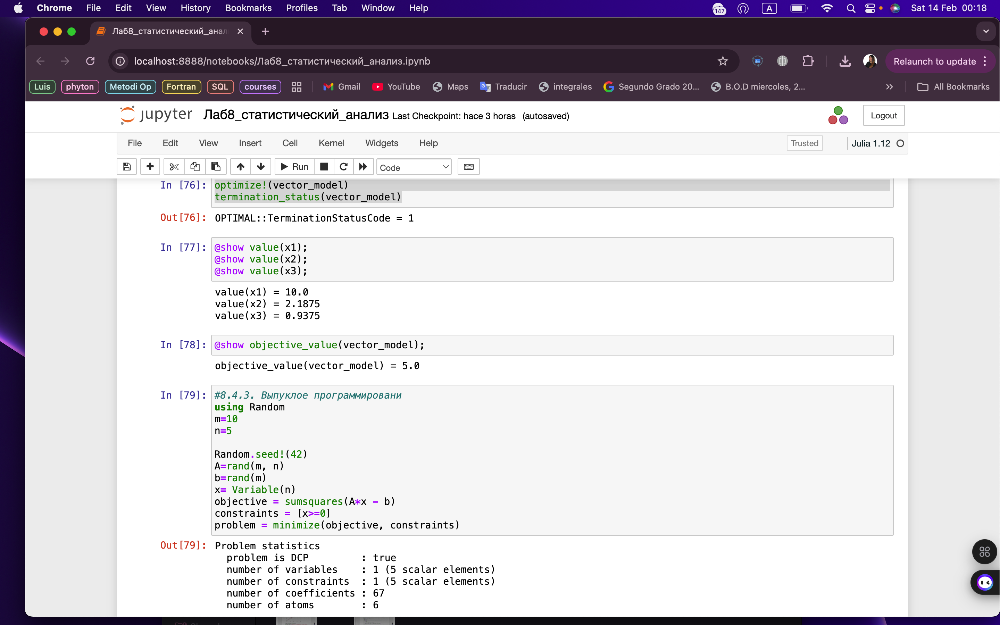 Chrome File Edit View History Bookmarks Profiles Tab Window Help 147 A Sat 14 Feb 00:18
Лаб8_статистический_анал
localhost:8888/notebooks/Лаб8_статистический_анализ.ipynb Relaunch to update
Luis phyton Metodi Op Fortran SQL courses Gmail YouTube Maps Traducir integrales Segundo Grado 20... B.O.D miercoles, 2... All Bookmarks
jupyter Лаб8_статистический_анализ Last Checkpoint: hace 3 horas (autosaved) Logout
File Edit View Insert Cell Kernel Widgets Help Trusted Julia 1.12
Run Code
In [76]: optimize!(vector_model)
termination_status(vector_model)
Out[76]: OPTIMAL::TerminationStatusCode = 1
In [77]: @show value(x1);
@show value(x2);
@show value(x3);
value(x1) = 10.0
value(x2) = 2.1875
value(x3) = 0.9375
In [78]: @show objective_value(vector_model);
objective_value(vector_model) = 5.0
In [79]: #8.4.3. Выпуклое программировани
using Random
m=10
n=5
Random.seed!(42)
A=rand(m, n)
b=rand(m)
x= Variable(n)
objective = sumsquares(A*x - b)
constraints = [x>=0]
problem = minimize(objective, constraints)
Out[79]: Problem statistics
problem is DCP : true
number of variables : 1 (5 scalar elements)
number of constraints : 1 (5 scalar elements)
number of coefficients : 67
number of atoms : 6